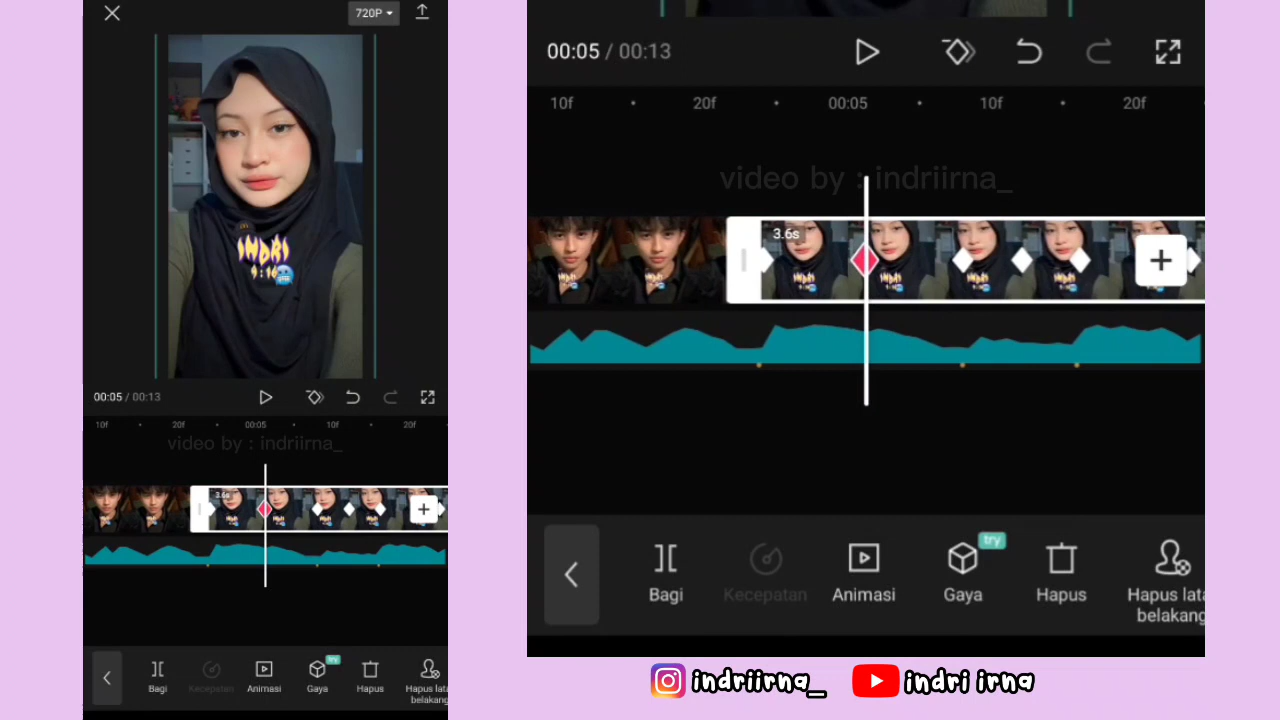 720P
INDRI
9:16
00:05 / 00:13
10f 20f 00:05 10f 20f
video by : indriirna_
3.6s
try
Bagi Kecepatan Animasi Gaya Hapus Hapus lata
belakang
00:05 / 00:13
10f 20f 00:05 10f 20f
video by : indriirna_
3.6s
try
Bagi Kecepatan Animasi Gaya Hapus Hapus lata
belakang
indriirna_ indri irna